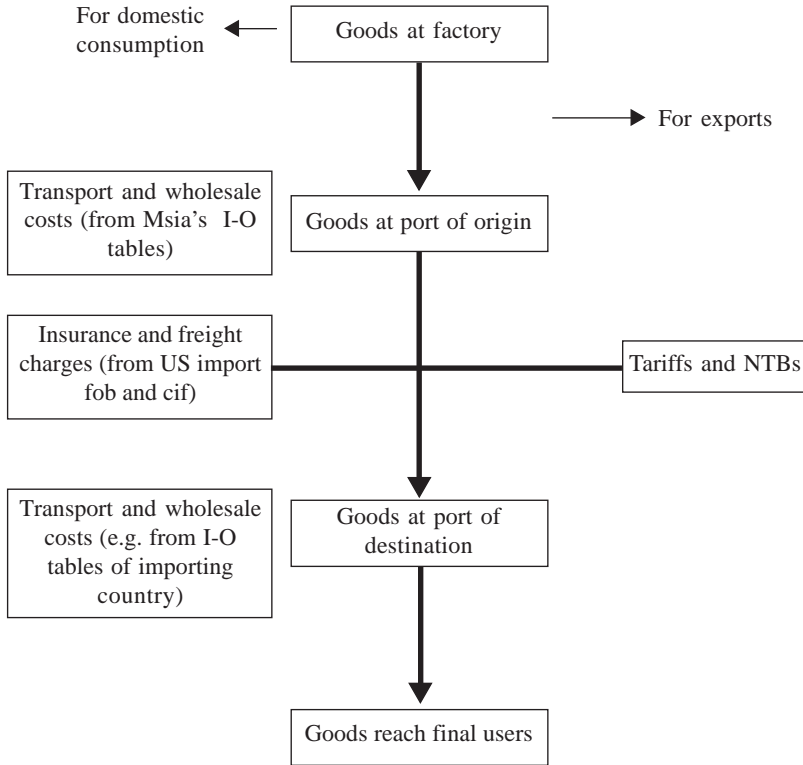 For domestic
consumption
Goods at factory
For exports
Transport and wholesale
costs (from Msia's I-O
tables)
Goods at port of origin
Insurance and freight
charges (from US import
fob and cif)
Tariffs and NTBs
Transport and wholesale
costs (e.g. from I-O
tables of importing
country)
Goods at port of
destination
Goods reach final users